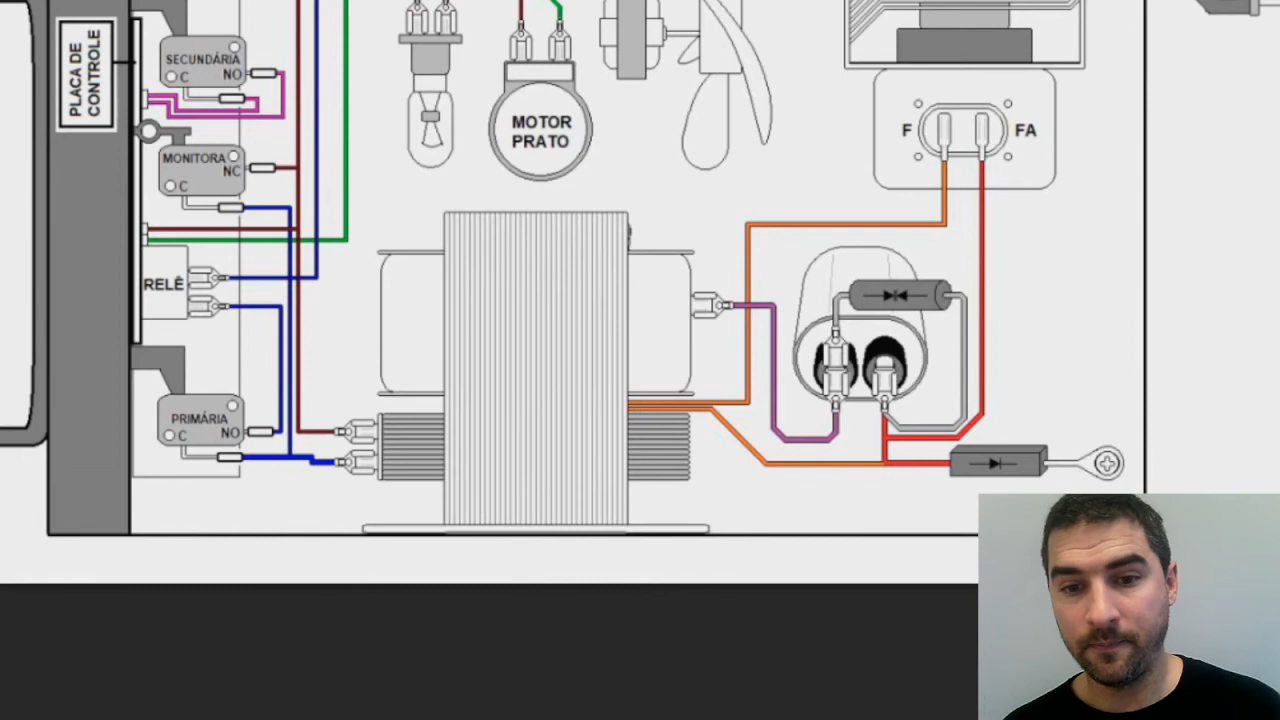 PLACA DE
CONTROLE
SECUNDÁRIA
C NO
MONITORA
NC
C
RELÊ
PRIMÁRIA
C NO
MOTOR
PRATO
F FA